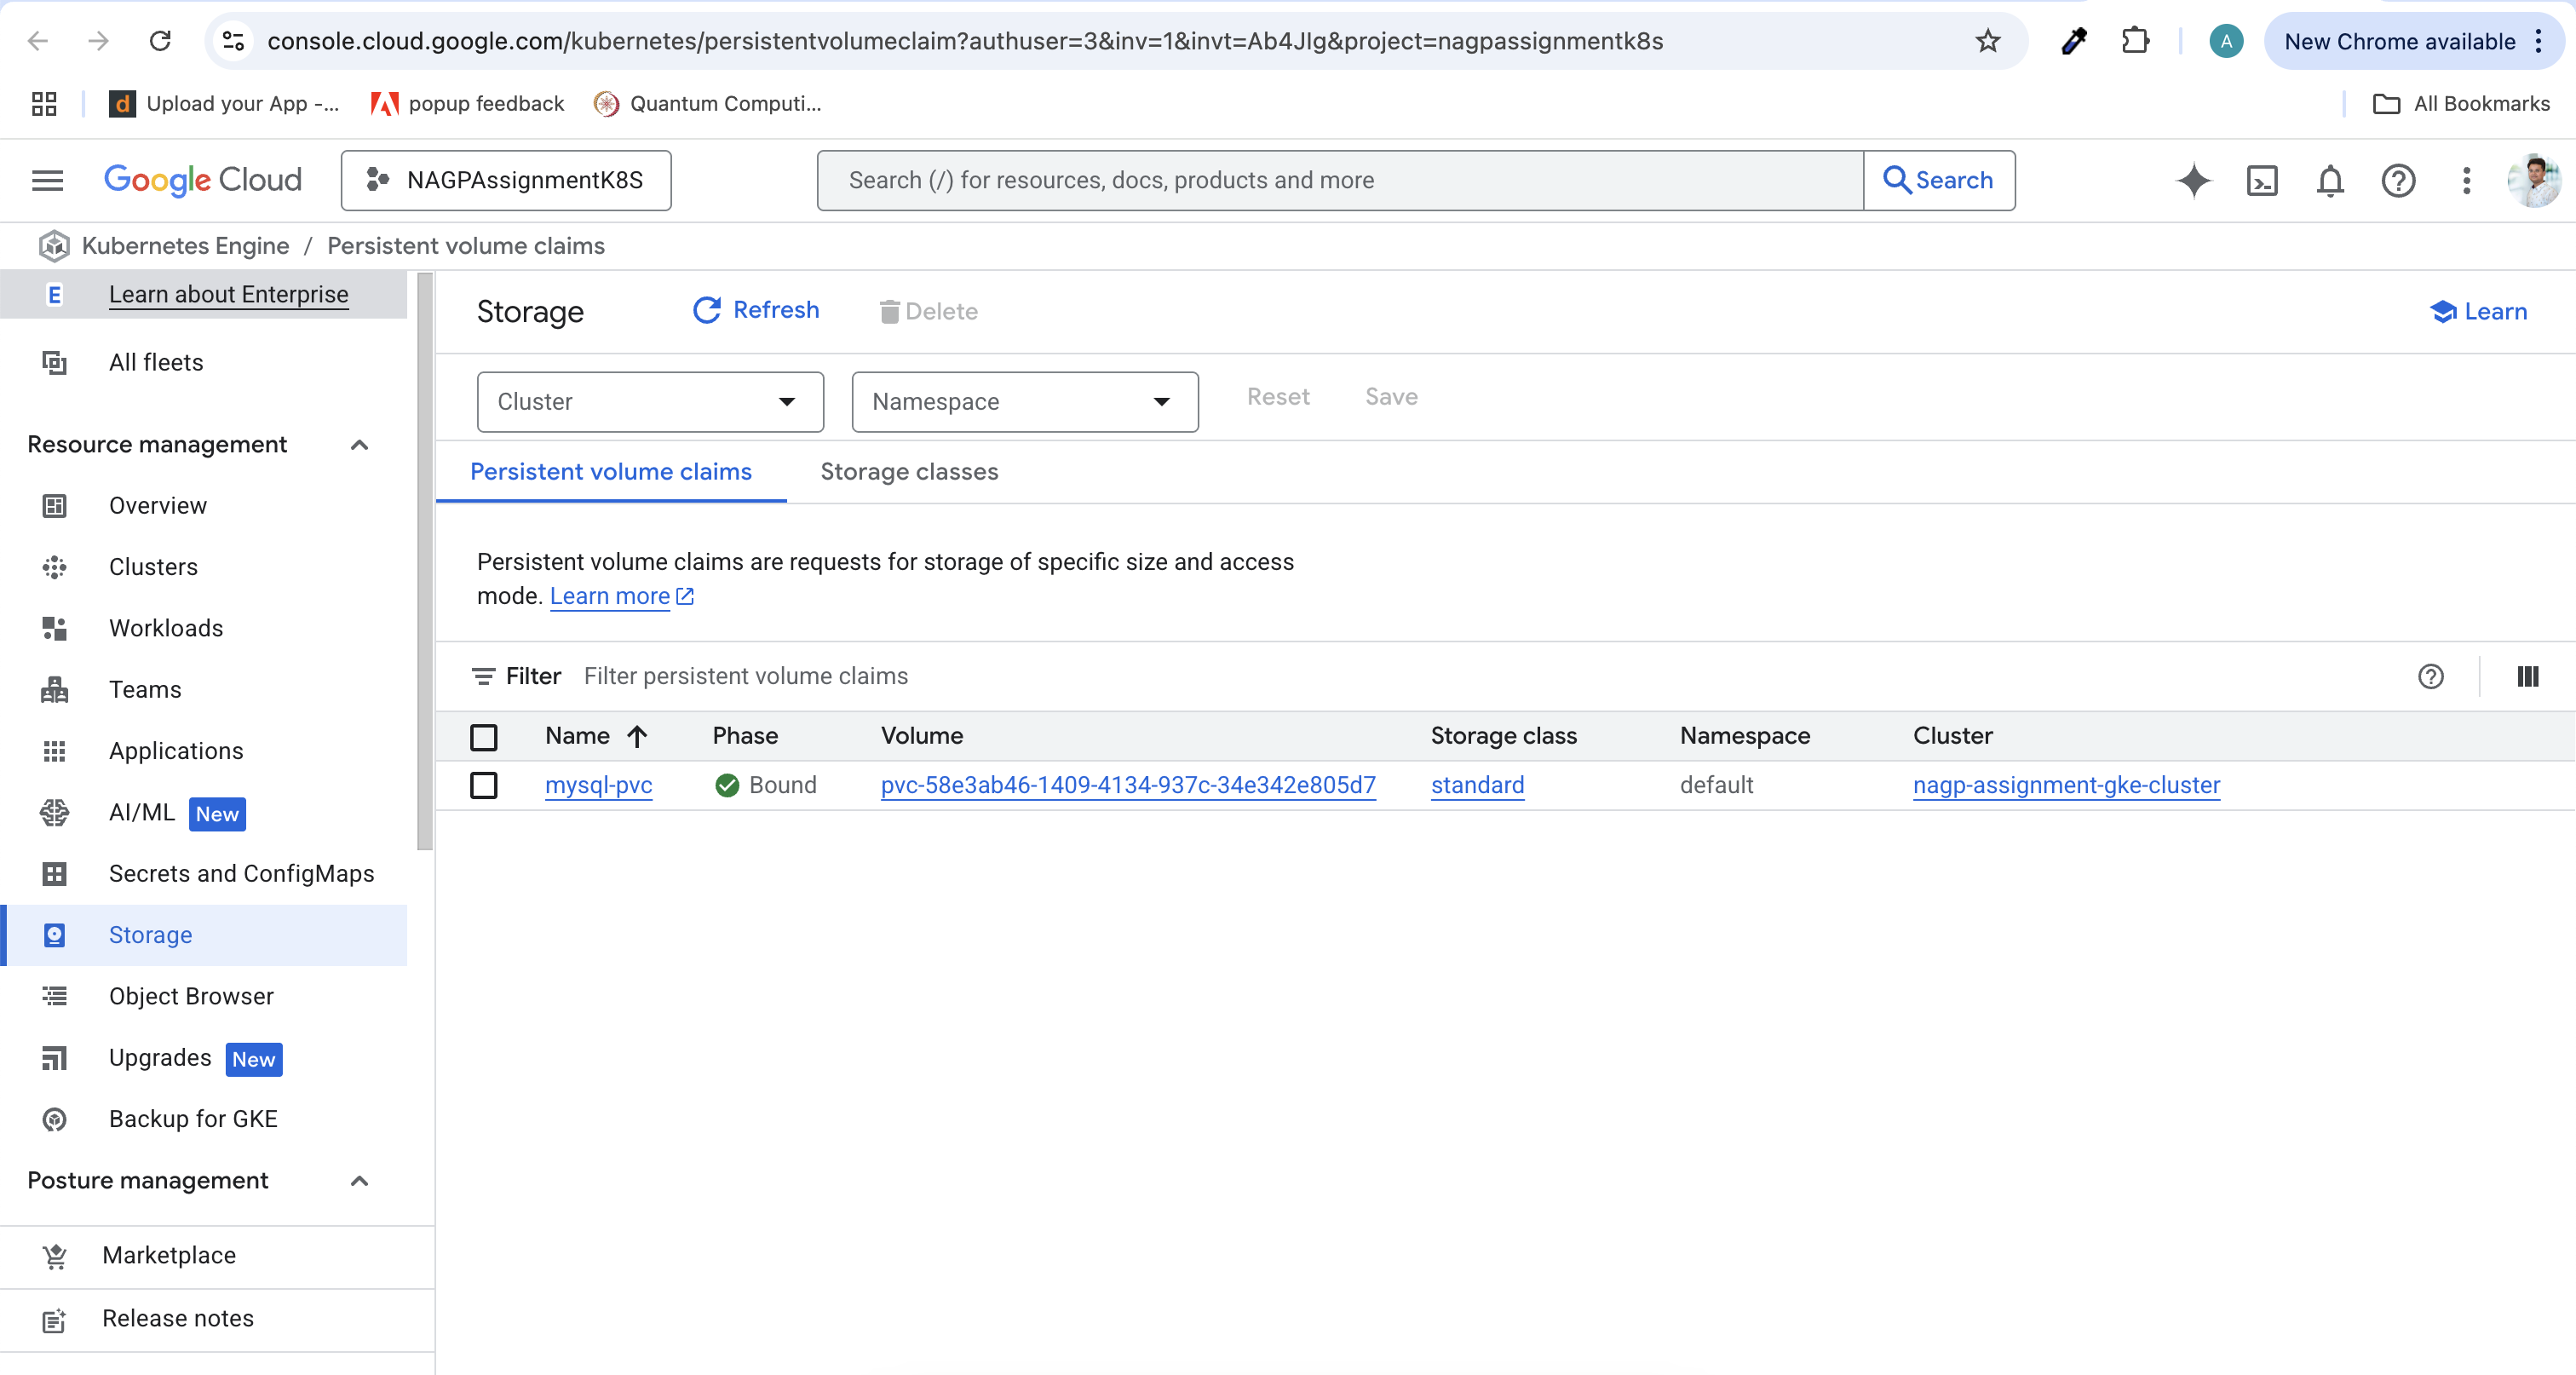 console.cloud.google.com/kubernetes/persistentvolumeclaim?authuser=3&inv=1&invt=Ab4JIg&project=nagpassignmentk8s
A
New Chrome available
d Upload your App -...
popup feedback
Quantum Computi...
All Bookmarks
Google Cloud
NAGPAssignmentK8S
Search (/) for resources, docs, products and more
Search
Kubernetes Engine / Persistent volume claims
E Learn about Enterprise
All fleets
Resource management
Overview
Clusters
Workloads
Teams
Applications
AI/ML New
Secrets and ConfigMaps
Storage
Object Browser
Upgrades New
Backup for GKE
Posture management
Marketplace
Release notes
Storage
Refresh
Delete
Learn
Cluster
Namespace
Reset
Save
Persistent volume claims
Storage classes
Persistent volume claims are requests for storage of specific size and access
mode. Learn more
Filter Filter persistent volume claims
Name Phase Volume Storage class Namespace Cluster
mysql-pvc Bound pvc-58e3ab46-1409-4134-937c-34e342e805d7 standard default nagp-assignment-gke-cluster